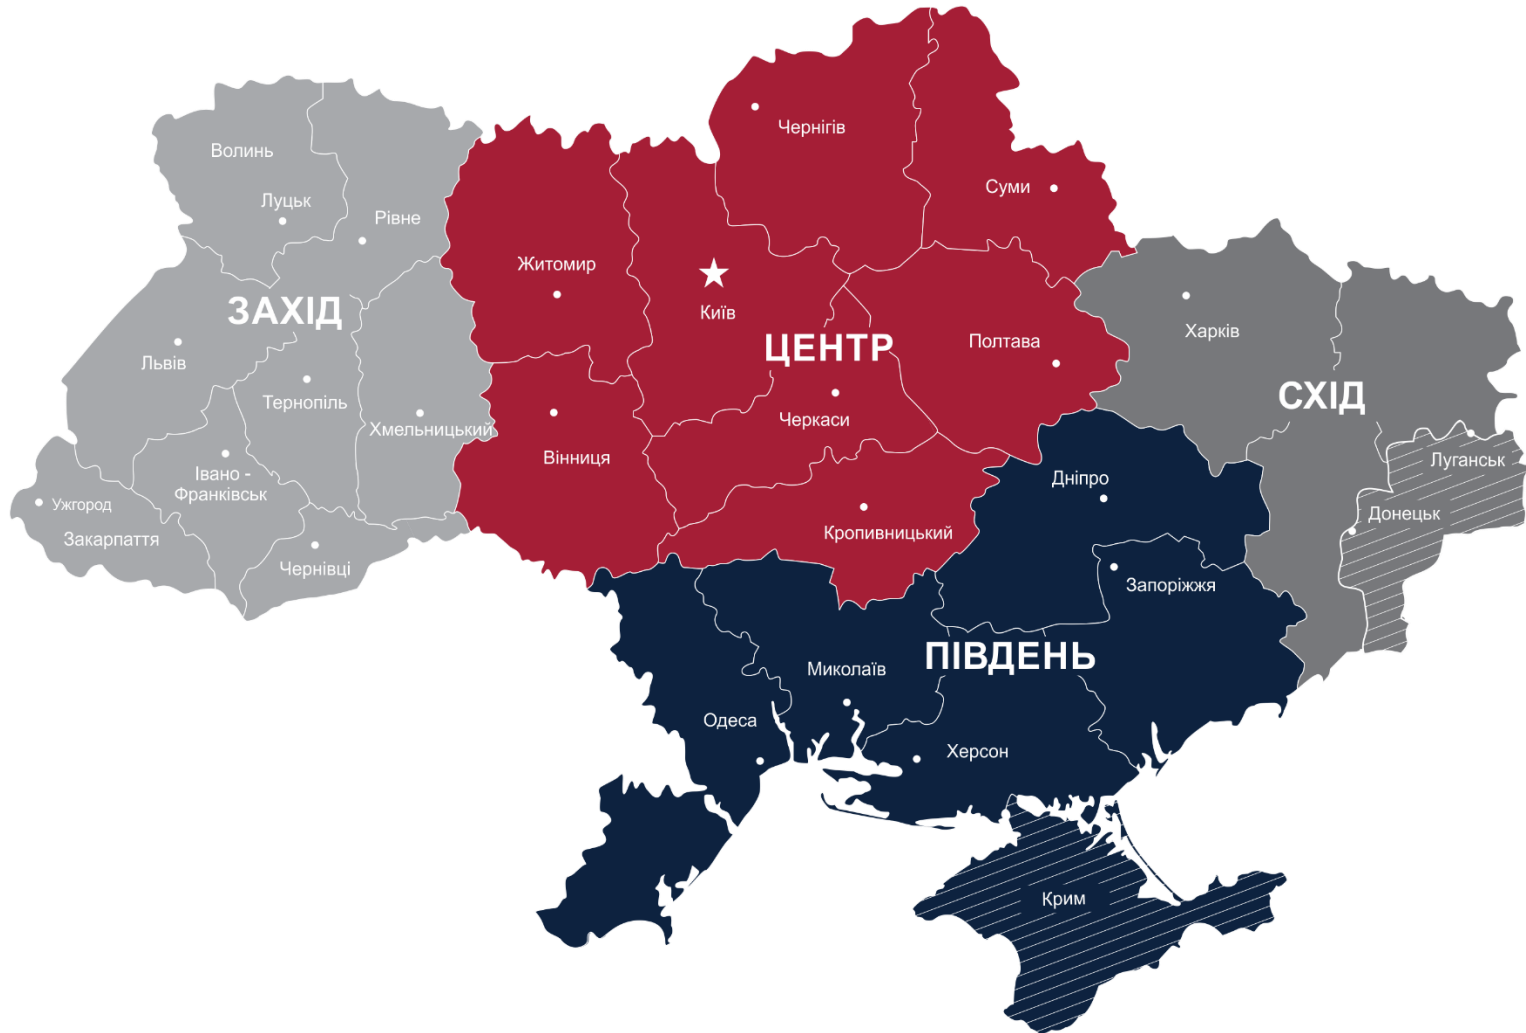 Чернігів
Волинь
Суми
Луцьк
Рівне
Житомир
ЗАХІД
Київ
Харків
Полтава
ЦЕНТР
Львів
СХІД
Тернопіль
Черкаси
Хмельницький
Вінниця
Луганськ
Івано -
Франківськ
Дніпро
Ужгород
Донецьк
Закарпаття
Кропивницький
Чернівці
Запоріжжя
ПІВДЕНЬ
Миколаїв
Одеса
Херсон
Крим